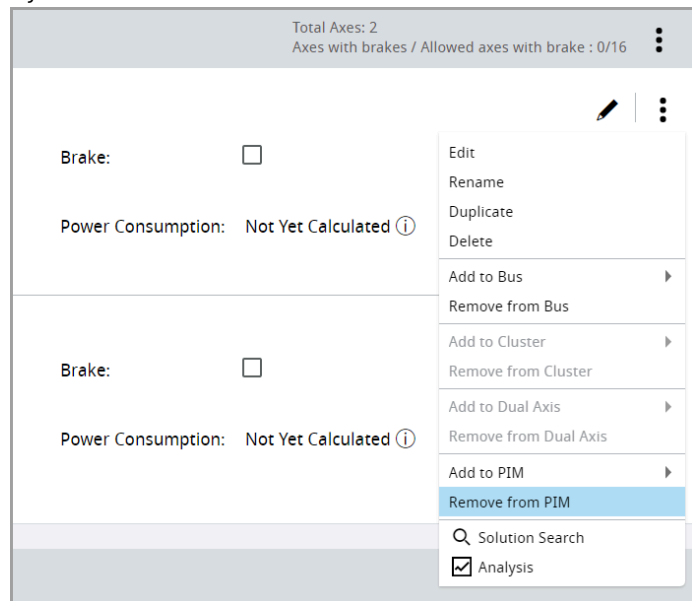 Total Axes: 2
Axes with brakes / Allowed axes with brake : 0/16
Brake:
Power Consumption: Not Yet Calculated
Brake:
Power Consumption: Not Yet Calculated
Edit
Rename
Duplicate
Delete
Add to Bus
Remove from Bus
Add to Cluster
Remove from Cluster
Add to Dual Axis
Remove from Dual Axis
Add to PIM
Remove from PIM
Solution Search
Analysis